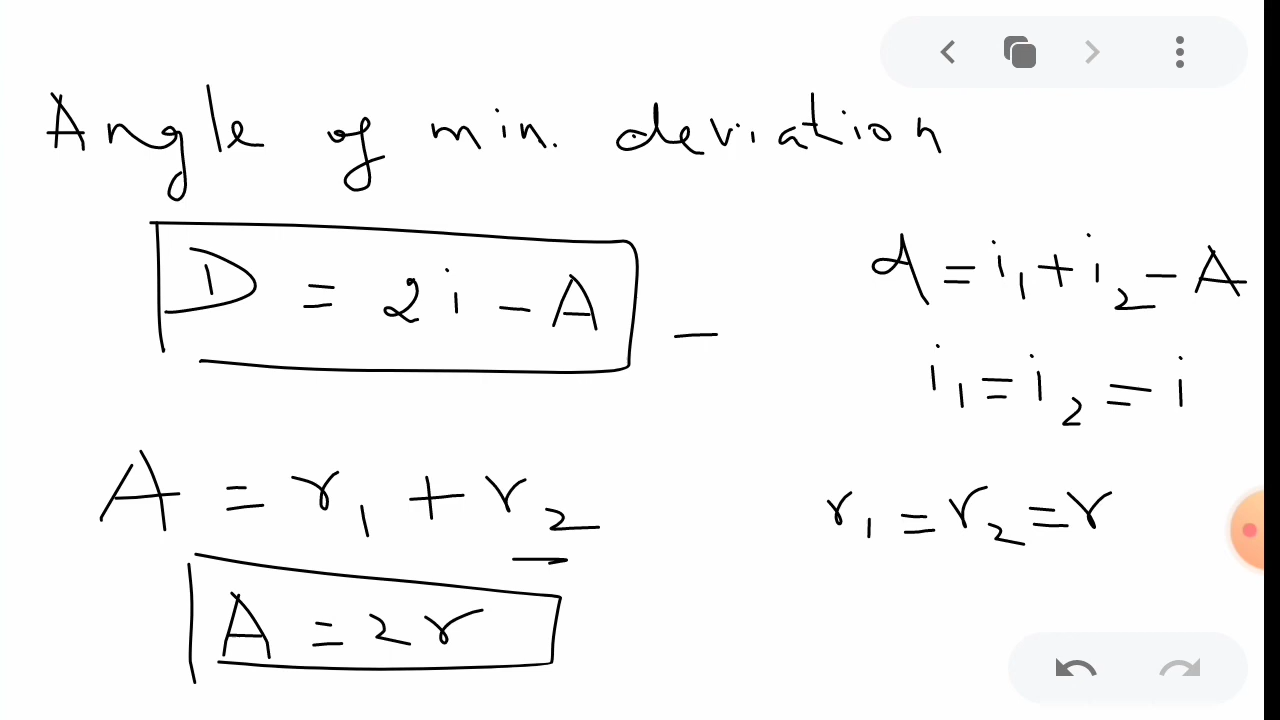 Angle of min. deviation
D = 2i - A -
d = i₁ + i₂ - A
i₁ = i₂ = i
A = r₁ + r₂
r₁ = r₂ = r
A = 2r